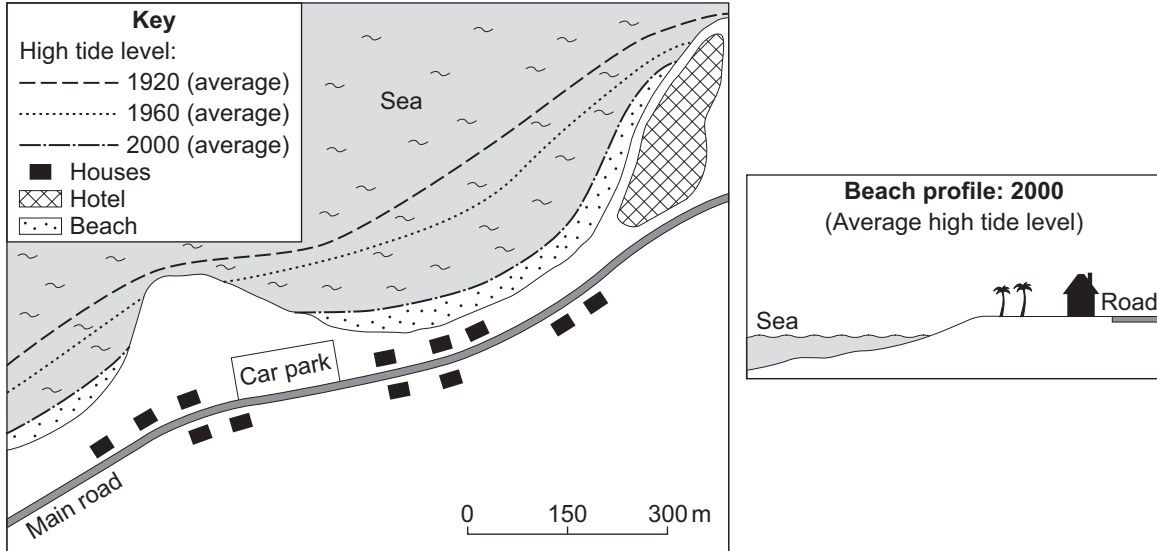 Key
High tide level:
1920 (average)
1960 (average)
2000 (average)
Houses
Hotel
Beach
Sea
Car park
Main road
0 150 300 m
Beach profile: 2000
(Average high tide level)
Sea
Road